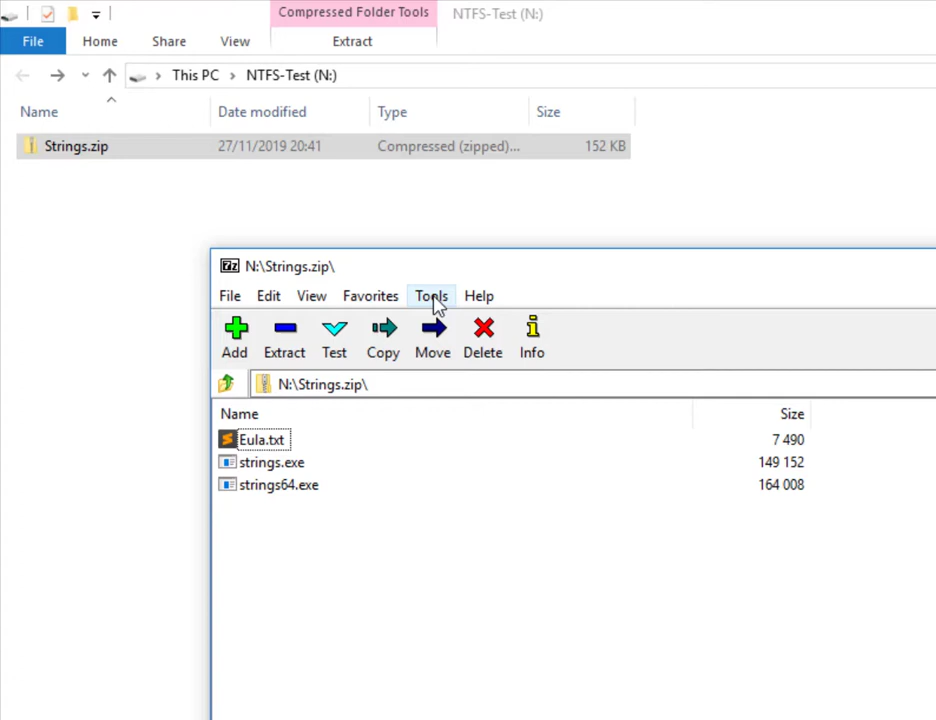 Compressed Folder Tools NTFS-Test (N:)
File Home Share View Extract
This PC > NTFS-Test (N:)
Name Date modified Type Size
Strings.zip 27/11/2019 20:41 Compressed (zipped)... 152 KB
7z N:\Strings.zip\
File Edit View Favorites Tools Help
Add Extract Test Copy Move Delete Info
N:\Strings.zip\
Name Size
Eula.txt 7 490
strings.exe 149 152
strings64.exe 164 008